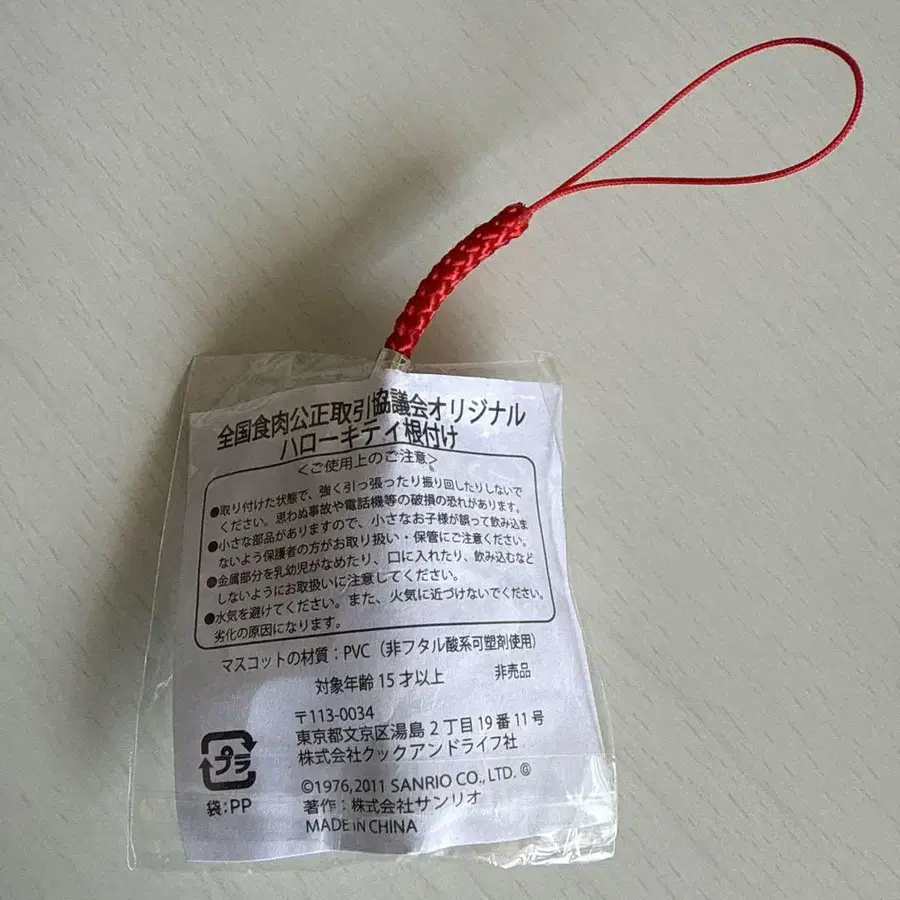 全国食肉公正取引協議会オリジナル
ハローキティ根付け
<ご使用上のご注意>
●取り付けた状態で、強く引っ張ったり振り回したりしないで
ください。思わぬ事故や電話機等の破損の恐れがあります。
●小さな部品がありますので、小さなお子様が誤って飲み込ま
ないよう保護者の方がお取り扱い・保管にご注意ください。
●金属部分を乳幼児がなめたり、口に入れたり、飲み込むなど
しないようにお取扱いに注意してください。
●水気を避けてください。また、火気に近づけないでください。
劣化の原因になります。
マスコットの材質：PVC（非フタル酸系可塑剤使用）
対象年齢15才以上 非売品
〒113-0034
東京都文京区湯島2丁目19番11号
株式会社クックアンドライフ社
プラ
袋:PP
©1976,2011 SANRIO CO., LTD. Ⓖ
著作：株式会社サンリオ
MADE IN CHINA